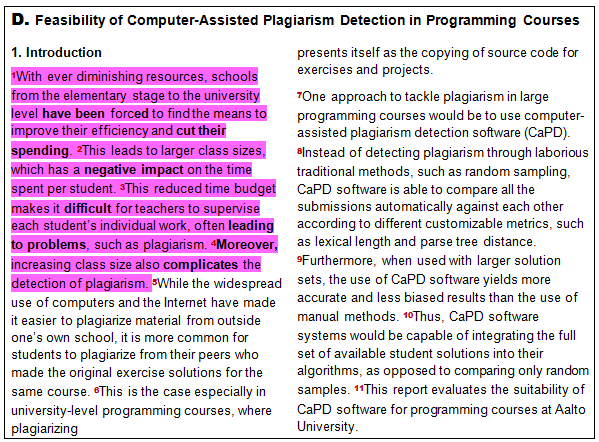 D. Feasibility of Computer-Assisted Plagiarism Detection in Programming Courses
1. Introduction
1With ever diminishing resources, schools
from the elementary stage to the university
level have been forced to find the means to
improve their efficiency and cut their
spending. 2This leads to larger class sizes,
which has a negative impact on the time
spent per student. 3This reduced time budget
makes it difficult for teachers to supervise
each student's individual work, often leading
to problems, such as plagiarism. 4Moreover,
increasing class size also complicates the
detection of plagiarism. 5While the widespread
use of computers and the Internet have made
it easier to plagiarize material from outside
one's own school, it is more common for
students to plagiarize from their peers who
made the original exercise solutions for the
same course. 6This is the case especially in
university-level programming courses, where
plagiarizing
presents itself as the copying of source code for
exercises and projects.
7One approach to tackle plagiarism in large
programming courses would be to use computer-
assisted plagiarism detection software (CaPD).
8Instead of detecting plagiarism through laborious
traditional methods, such as random sampling,
CaPD software is able to compare all the
submissions automatically against each other
according to different customizable metrics, such
as lexical length and parse tree distance.
9Furthermore, when used with larger solution
sets, the use of CaPD software yields more
accurate and less biased results than the use of
manual methods. 10Thus, CaPD software
systems would be capable of integrating the full
set of available student solutions into their
algorithms, as opposed to comparing only random
samples. 11This report evaluates the suitability of
CaPD software for programming courses at Aalto
University.